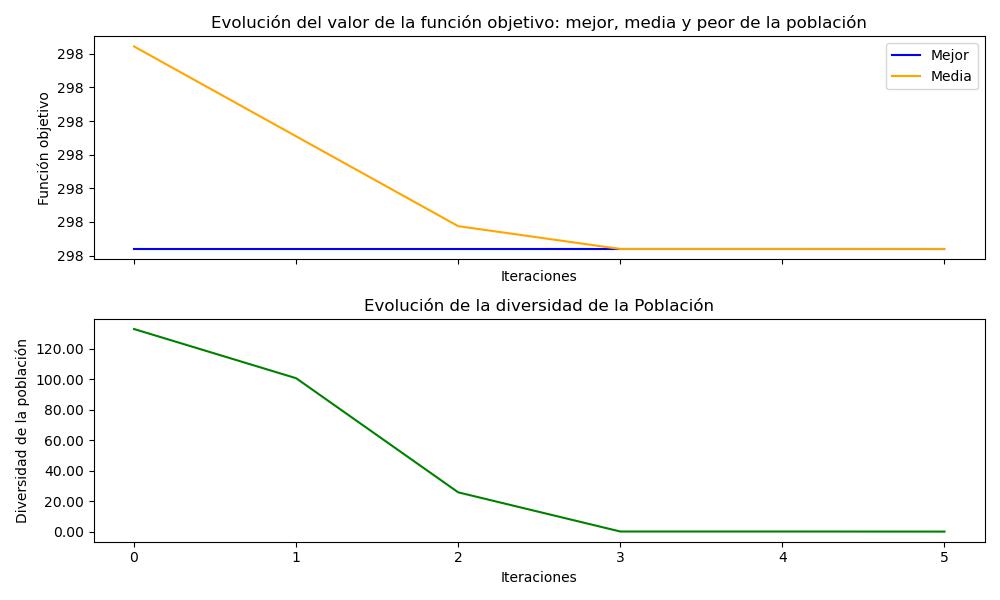 Evolución del valor de la función objetivo: mejor, media y peor de la población
298
298
298
298
298
298
298
Función objetivo
Mejor
Media
Iteraciones
Evolución de la diversidad de la Población
120.00
100.00
80.00
60.00
40.00
20.00
0.00
Diversidad de la población
0 1 2 3 4 5
Iteraciones